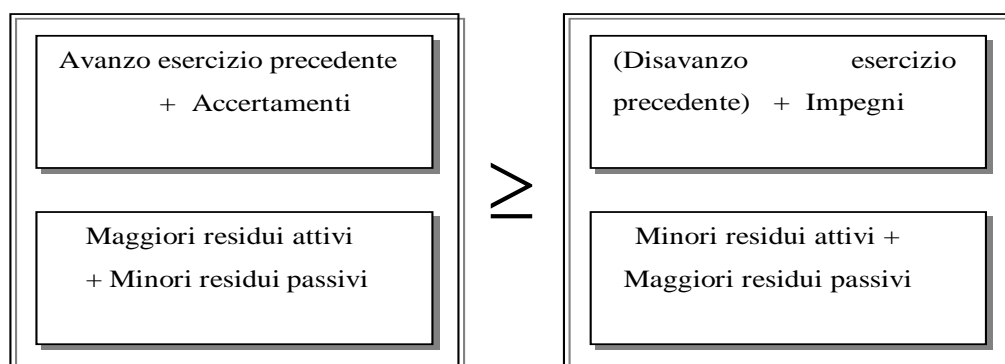 Avanzo esercizio precedente
+ Accertamenti
Maggiori residui attivi
+ Minori residui passivi
≥
(Disavanzo esercizio
precedente) + Impegni
Minori residui attivi +
Maggiori residui passivi